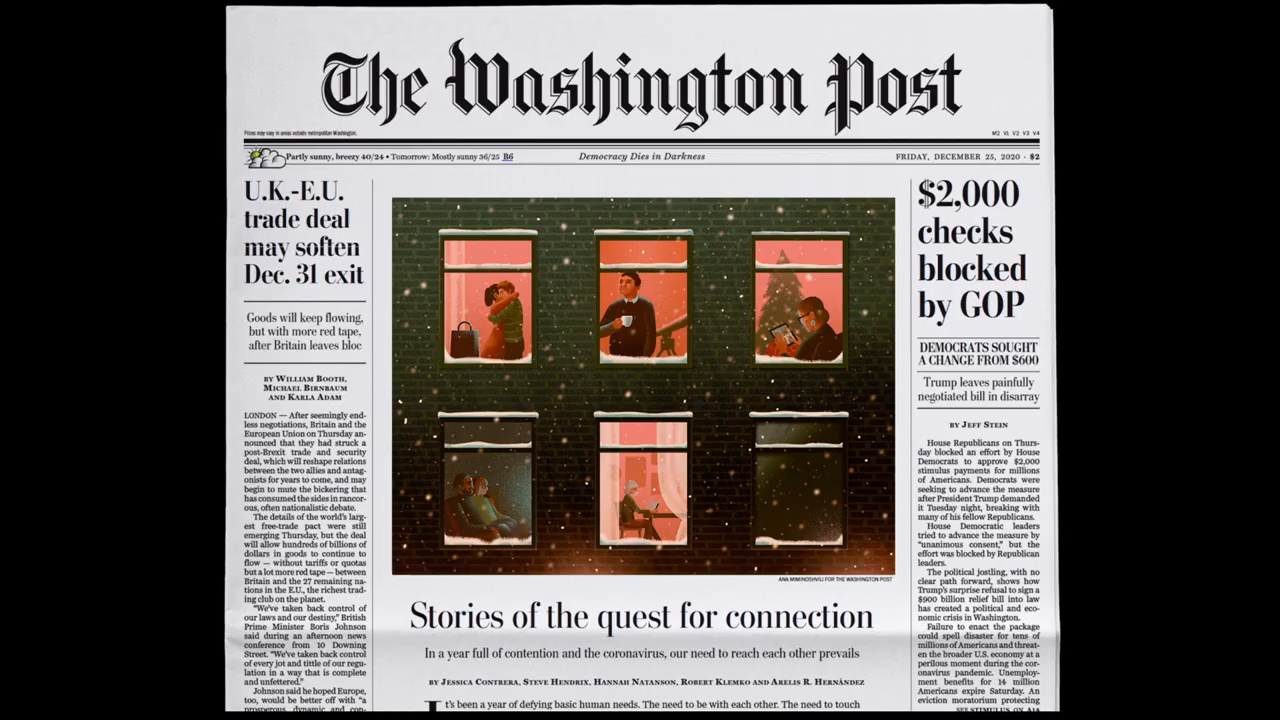 The Washington Post
Prices may vary in areas outside metropolitan Washington.
M2 V1 V2 V3 V4
Partly sunny, breezy 40/24 • Tomorrow: Mostly sunny 36/25 B6
Democracy Dies in Darkness
FRIDAY, DECEMBER 25, 2020 · $2
U.K.-E.U.
trade deal
may soften
Dec. 31 exit
Goods will keep flowing,
but with more red tape,
after Britain leaves bloc
BY WILLIAM BOOTH,
MICHAEL BIRNBAUM
AND KARLA ADAM
LONDON — After seemingly end-
less negotiations, Britain and the
European Union on Thursday an-
nounced that they had struck a
post-Brexit trade and security
deal, which will reshape relations
between the two allies and antag-
onists for years to come, and may
begin to mute the bickering that
has consumed the sides in rancor-
ous, often nationalistic debate.
The details of the world's larg-
est free-trade pact were still
emerging Thursday, but the deal
will allow hundreds of billions of
dollars in goods to continue to
flow — without tariffs or quotas
but a lot more red tape — between
Britain and the 27 remaining na-
tions in the E.U., the richest trad-
ing club on the planet.
"We've taken back control of
our laws and our destiny," British
Prime Minister Boris Johnson
said during an afternoon news
conference from 10 Downing
Street. "We've taken back control
of every jot and tittle of our regu-
lation in a way that is complete
and unfettered."
Johnson said he hoped Europe,
too, would be better off with "a
prosperous, dynamic and con-
ANA MIMINOSHVILI FOR THE WASHINGTON POST
Stories of the quest for connection
In a year full of contention and the coronavirus, our need to reach each other prevails
BY JESSICA CONTRERA, STEVE HENDRIX, HANNAH NATANSON, ROBERT KLEMKO AND ARELIS R. HERNÁNDEZ
It's been a year of defying basic human needs. The need to be with each other. The need to touch
$2,000
checks
blocked
by GOP
DEMOCRATS SOUGHT
A CHANGE FROM $600
Trump leaves painfully
negotiated bill in disarray
BY JEFF STEIN
House Republicans on Thurs-
day blocked an effort by House
Democrats to approve $2,000
stimulus payments for millions
of Americans. Democrats were
seeking to advance the measure
after President Trump demanded
it Tuesday night, breaking with
many of his fellow Republicans.
House Democratic leaders
tried to advance the measure by
"unanimous consent," but the
effort was blocked by Republican
leaders.
The political jostling, with no
clear path forward, shows how
Trump's surprise refusal to sign a
$900 billion relief bill into law
has created a political and eco-
nomic crisis in Washington.
Failure to enact the package
could spell disaster for tens of
millions of Americans and threat-
en the broader U.S. economy at a
perilous moment during the cor-
onavirus pandemic. Unemploy-
ment benefits for 14 million
Americans expire Saturday. An
eviction moratorium protecting
SEE STIMULUS ON A14